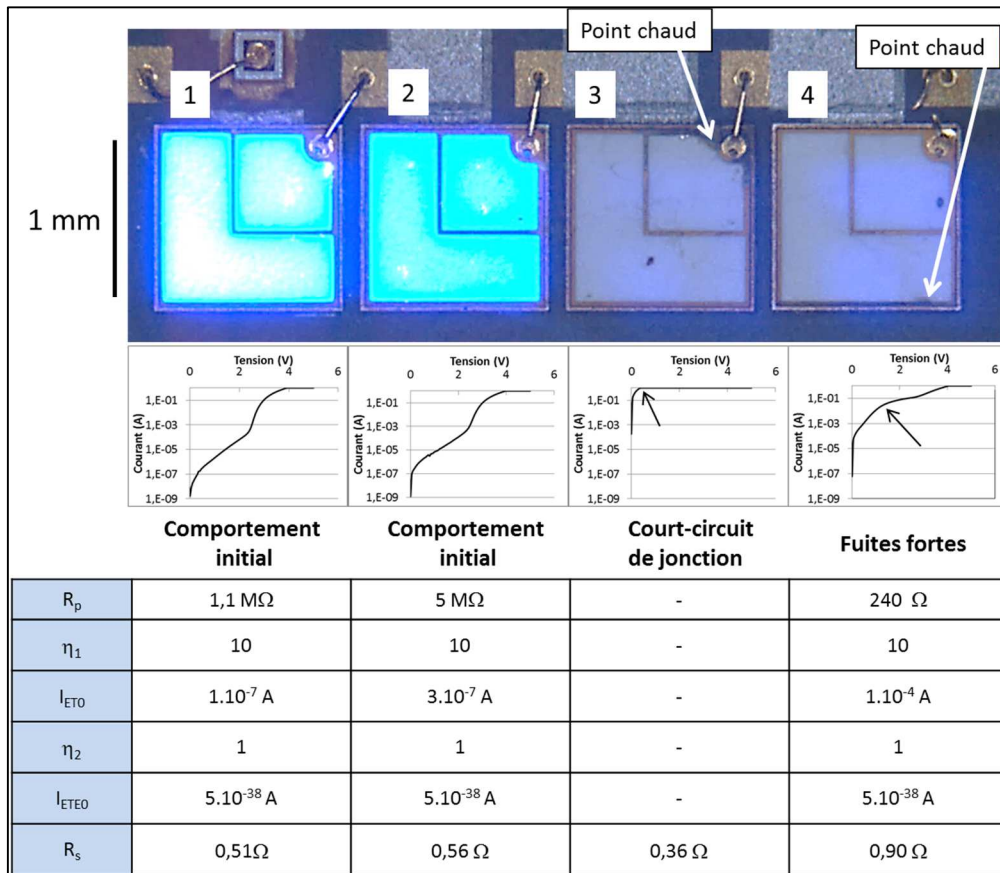 Point chaud
Point chaud
1
2
3
4
1 mm
Tension (V)
0 2 4 6
1,E-01
1,E-03
1,E-05
1,E-07
1,E-09
Courant (A)
Tension (V)
0 2 4 6
1,E-01
1,E-03
1,E-05
1,E-07
1,E-09
Courant (A)
Tension (V)
0 2 4 6
1,E-01
1,E-03
1,E-05
1,E-07
1,E-09
Courant (A)
Tension (V)
0 2 4 6
1,E-01
1,E-03
1,E-05
1,E-07
1,E-09
Courant (A)
Comportement initial
Comportement initial
Court-circuit de jonction
Fuites fortes
Rp 1,1 MΩ 5 MΩ - 240 Ω
η1 10 10 - 10
IET0 1.10-7 A 3.10-7 A - 1.10-4 A
η2 1 1 - 1
IETE0 5.10-38 A 5.10-38 A - 5.10-38 A
Rs 0,51Ω 0,56 Ω 0,36Ω 0,90 Ω